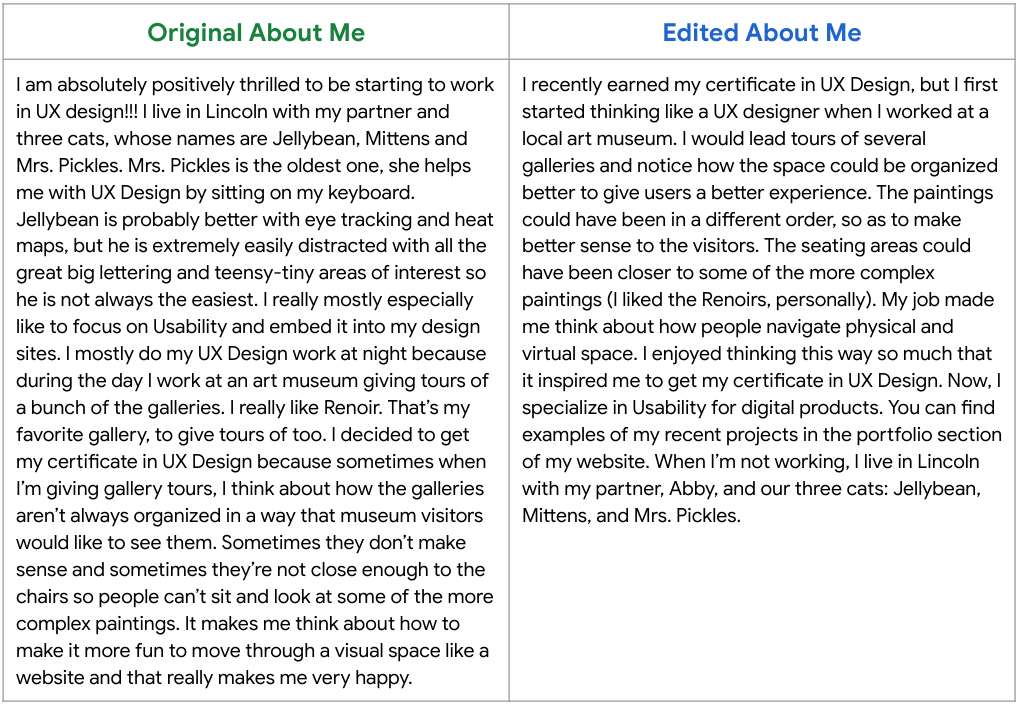 Original About Me
I am absolutely positively thrilled to be starting to work
in UX design!!! I live in Lincoln with my partner and
three cats, whose names are Jellybean, Mittens and
Mrs. Pickles. Mrs. Pickles is the oldest one, she helps
me with UX Design by sitting on my keyboard.
Jellybean is probably better with eye tracking and heat
maps, but he is extremely easily distracted with all the
great big lettering and teensy-tiny areas of interest so
he is not always the easiest. I really mostly especially
like to focus on Usability and embed it into my design
sites. I mostly do my UX Design work at night because
during the day I work at an art museum giving tours of
a bunch of the galleries. I really like Renoir. That's my
favorite gallery, to give tours of too. I decided to get
my certificate in UX Design because sometimes when
I'm giving gallery tours, I think about how the galleries
aren't always organized in a way that museum visitors
would like to see them. Sometimes they don't make
sense and sometimes they're not close enough to the
chairs so people can't sit and look at some of the more
complex paintings. It makes me think about how to
make it more fun to move through a visual space like a
website and that really makes me very happy.
Edited About Me
I recently earned my certificate in UX Design, but I first
started thinking like a UX designer when I worked at a
local art museum. I would lead tours of several
galleries and notice how the space could be organized
better to give users a better experience. The paintings
could have been in a different order, so as to make
better sense to the visitors. The seating areas could
have been closer to some of the more complex
paintings (I liked the Renoirs, personally). My job made
me think about how people navigate physical and
virtual space. I enjoyed thinking this way so much that
it inspired me to get my certificate in UX Design. Now, I
specialize in Usability for digital products. You can find
examples of my recent projects in the portfolio section
of my website. When I'm not working, I live in Lincoln
with my partner, Abby, and our three cats: Jellybean,
Mittens, and Mrs. Pickles.